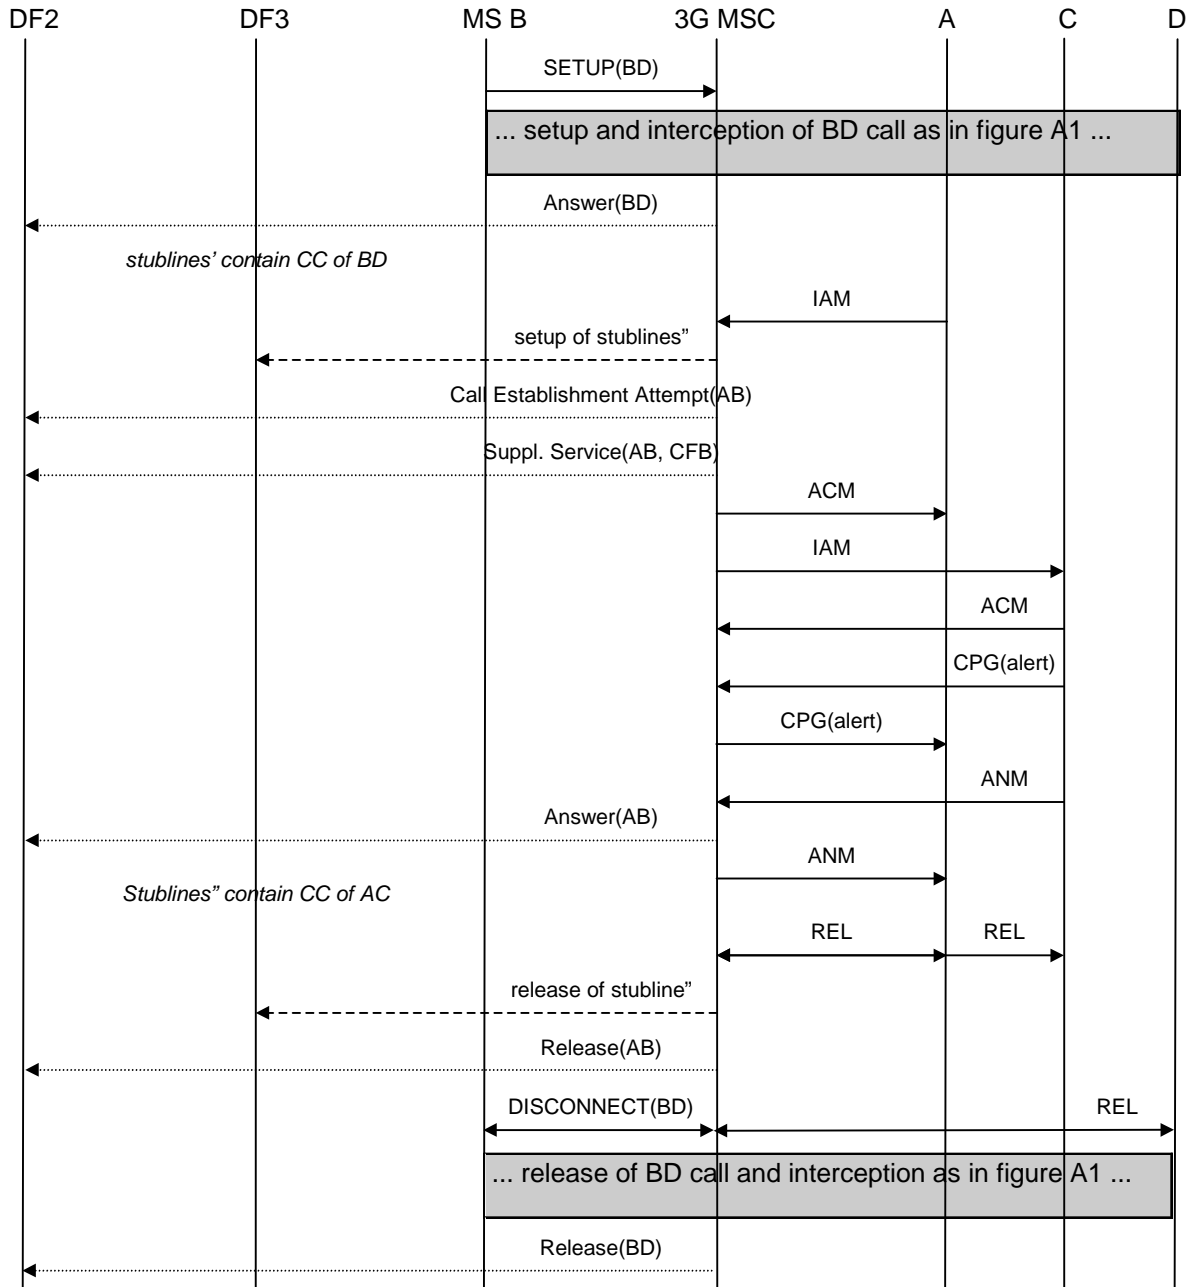 DF2 DF3 MS B 3G MSC A C D
SETUP(BD)
... setup and interception of BD call as in figure A1 ...
Answer(BD)
stublines’ contain CC of BD
IAM
setup of stublines”
Call Establishment Attempt(AB)
Suppl. Service(AB, CFB)
ACM
IAM
ACM
CPG(alert)
CPG(alert)
ANM
Answer(AB)
ANM
Stublines” contain CC of AC
REL REL
release of stubline”
Release(AB)
DISCONNECT(BD) REL
... release of BD call and interception as in figure A1 ...
Release(BD)